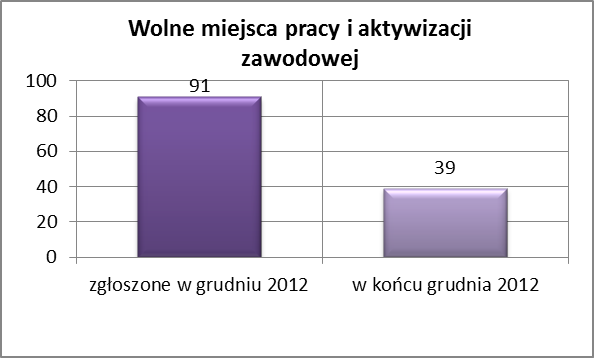 Wolne miejsca pracy i aktywizacji
zawodowej
100
80
60
40
20
0
91
39
zgłoszone w grudniu 2012
w końcu grudnia 2012